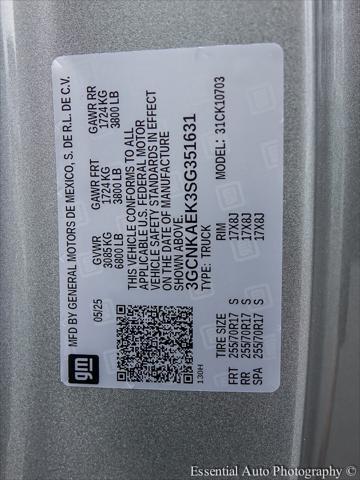 MFD BY GENERAL MOTORS DE MEXICO, S. DE R.L. DE C.V.
05/25
GVWR GAWR FRT GAWR RR
3085 KG 1724 KG 1724 KG
6800 LB 3800 LB 3800 LB
THIS VEHICLE CONFORMS TO ALL
APPLICABLE U.S. FEDERAL MOTOR
VEHICLE SAFETY STANDARDS IN EFFECT
ON THE DATE OF MANUFACTURE
SHOWN ABOVE.
3GCNKAEK3SG351631
TYPE: TRUCK MODEL: 31CK10703
gm
130H
TIRE SIZE RIM
FRT 255/70R17 S 17X8J
RR 255/70R17 S 17X8J
SPA 255/70R17 S 17X8J
Essential Auto Photography ©